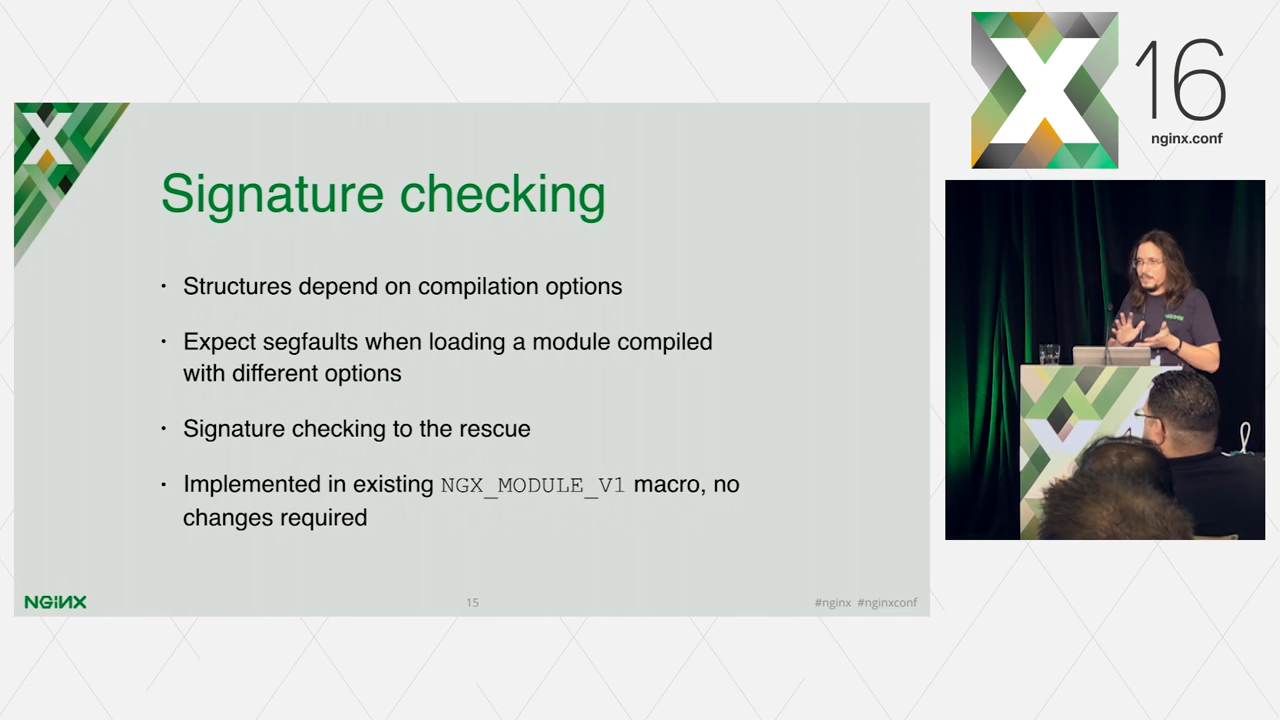 16
nginx.conf
Signature checking
· Structures depend on compilation options
· Expect segfaults when loading a module compiled
with different options
· Signature checking to the rescue
· Implemented in existing NGX_MODULE_V1 macro, no
changes required
NGiNX
15
#nginx #nginxconf
NGINX